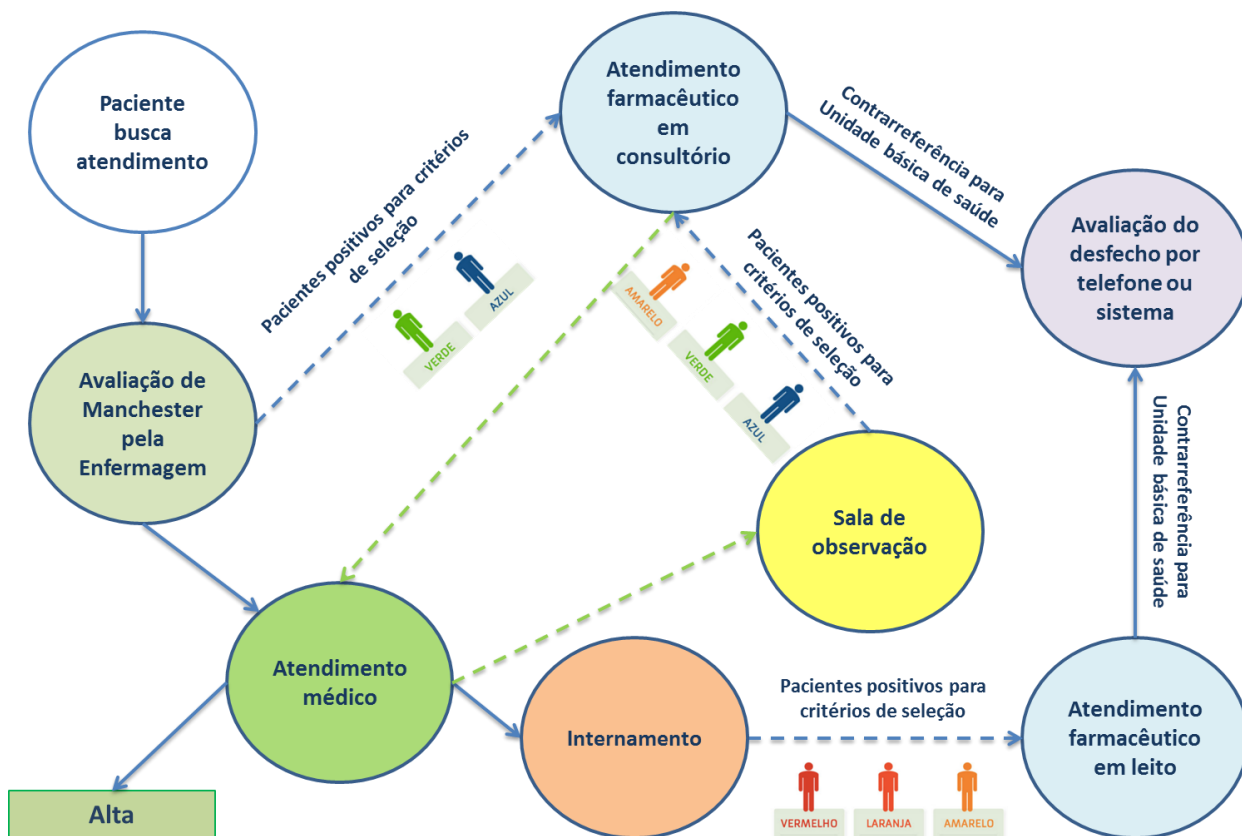 Paciente
busca
atendimento
Atendimento
farmacêutico
em
consultório
Contrarreferência para
Unidade básica de saúde
Pacientes positivos para critérios
de seleção
AZUL
VERDE
Pacientes positivos para
critérios de seleção
AMARELO
VERDE
AZUL
Avaliação do
desfecho por
telefone ou
sistema
Avaliação de
Manchester
pela
Enfermagem
Sala de
observação
Contrarreferência para
Unidade básica de saúde
Atendimento
médico
Internamento
Pacientes positivos para
critérios de seleção
Atendimento
farmacêutico
em leito
Alta
VERMELHO
LARANJA
AMARELO